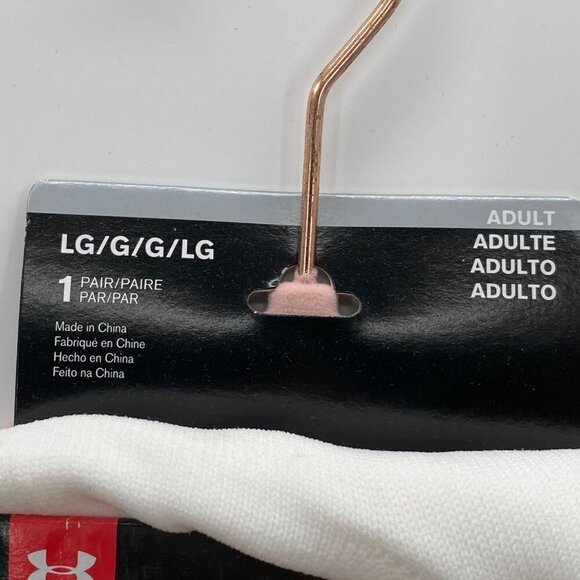 ADULT
LG/G/G/LG
ADULTE
ADULTO
ADULTO
1 PAIR/PAIRE
PAR/PAR
Made in China
Fabriqué en Chine
Hecho en China
Feito na China